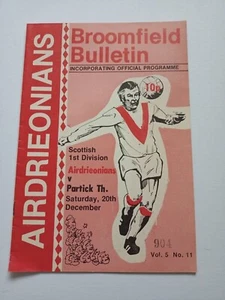 AIRDRIEONIANS
Broomfield
Bulletin
INCORPORATING OFFICIAL PROGRAMME
10p
Scottish
1st Division
Airdrieonians
v
Partick Th.
Saturday, 20th
December
904
Vol. 5 No. 11